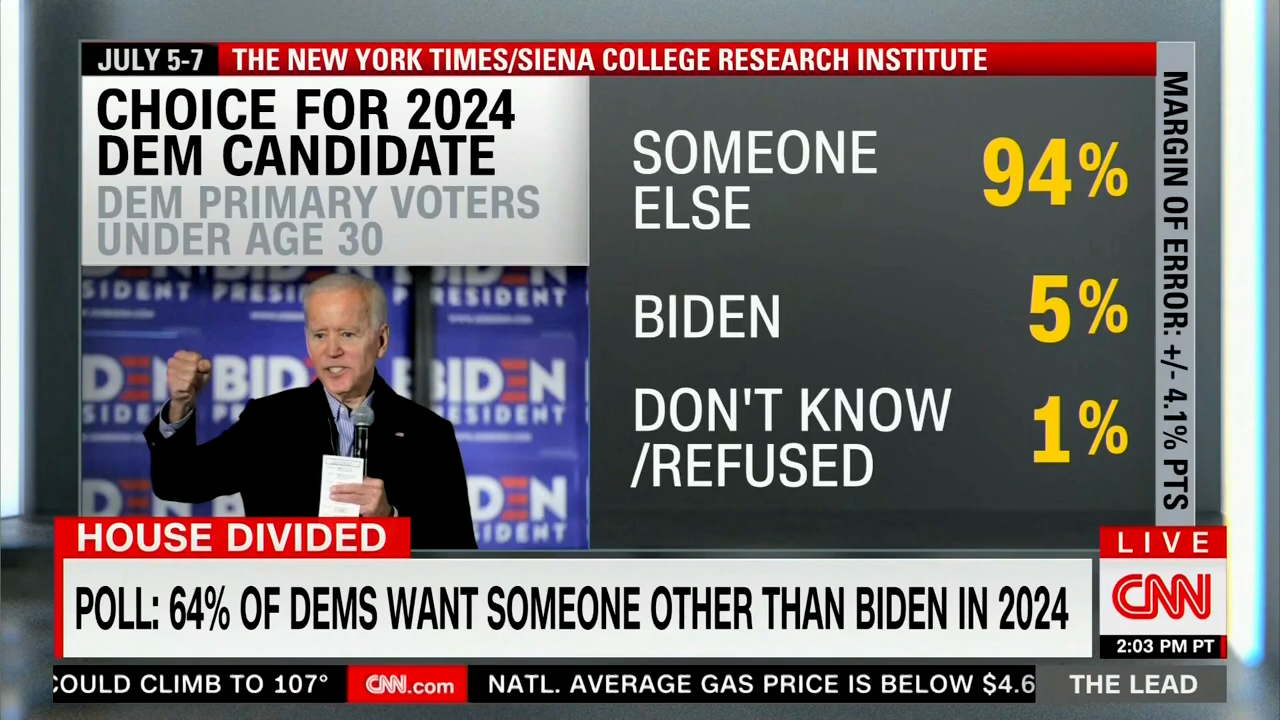 JULY 5-7 THE NEW YORK TIMES/SIENA COLLEGE RESEARCH INSTITUTE
CHOICE FOR 2024
DEM CANDIDATE
DEM PRIMARY VOTERS
UNDER AGE 30
SOMEONE
ELSE
94%
BIDEN
5%
DON'T KNOW
/REFUSED
1%
MARGIN OF ERROR: +/- 4.1% PTS
BIDEN
PRESIDENT
HOUSE DIVIDED
POLL: 64% OF DEMS WANT SOMEONE OTHER THAN BIDEN IN 2024
LIVE
CNN
2:03 PM PT
OULD CLIMB TO 107° CNN.com NATL. AVERAGE GAS PRICE IS BELOW $4.6 THE LEAD